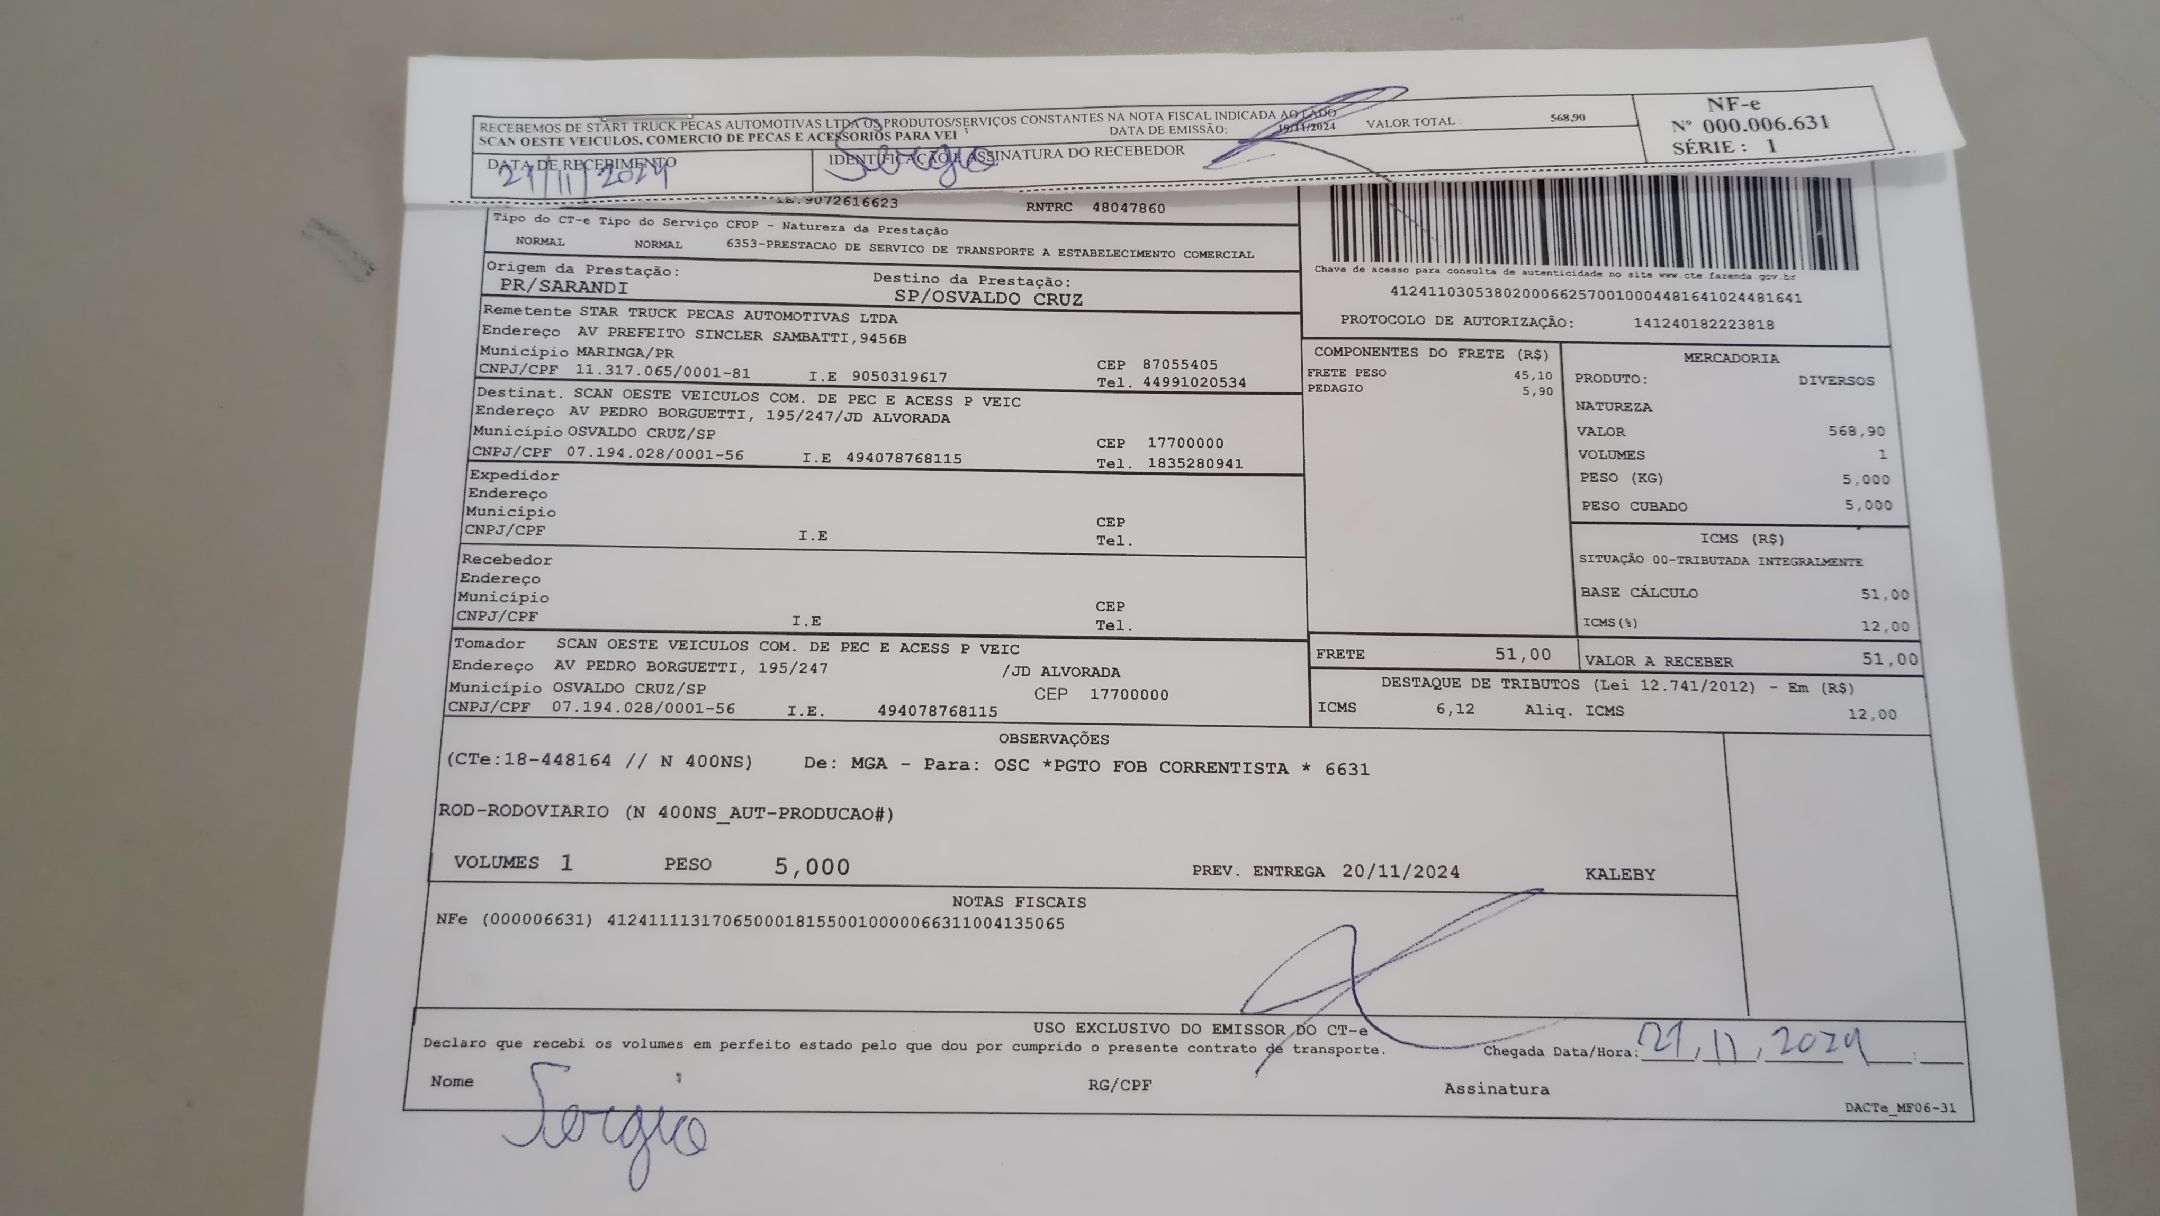 RECEBEMOS DE START TRUCK PECAS AUTOMOTIVAS LTDA OS PRODUTOS/SERVIÇOS CONSTANTES NA NOTA FISCAL INDICADA AO LADO
SCAN OESTE VEICULOS, COMERCIO DE PECAS E ACESSORIOS PARA VEI DATA DE EMISSÃO: 19/11/2024 VALOR TOTAL 568,90
NF-e
Nº 000.006.631
SÉRIE : 1
DATA DE RECEBIMENTO IDENTIFICAÇÃO E ASSINATURA DO RECEBEDOR
21/11/2024 Sergio
I.E.9072616623 RNTRC 48047860
Tipo do CT-e Tipo do Serviço CFOP - Natureza da Prestação
NORMAL NORMAL 6353-PRESTACAO DE SERVICO DE TRANSPORTE A ESTABELECIMENTO COMERCIAL
Origem da Prestação: Destino da Prestação:
PR/SARANDI SP/OSVALDO CRUZ
Chave de acesso para consulta de autenticidade no site www.cte.fazenda.gov.br
41241103053802000662570010004481641024481641
PROTOCOLO DE AUTORIZAÇÃO: 141240182223818
Remetente STAR TRUCK PECAS AUTOMOTIVAS LTDA
Endereço AV PREFEITO SINCLER SAMBATTI,9456B
Município MARINGA/PR CEP 87055405
CNPJ/CPF 11.317.065/0001-81 I.E 9050319617 Tel. 44991020534
Destinat. SCAN OESTE VEICULOS COM. DE PEC E ACESS P VEIC
Endereço AV PEDRO BORGUETTI, 195/247/JD ALVORADA
Município OSVALDO CRUZ/SP CEP 17700000
CNPJ/CPF 07.194.028/0001-56 I.E 494078768115 Tel. 1835280941
Expedidor
Endereço
Município CEP
CNPJ/CPF I.E Tel.
Recebedor
Endereço
Município CEP
CNPJ/CPF I.E Tel.
Tomador SCAN OESTE VEICULOS COM. DE PEC E ACESS P VEIC
Endereço AV PEDRO BORGUETTI, 195/247 /JD ALVORADA
Município OSVALDO CRUZ/SP CEP 17700000
CNPJ/CPF 07.194.028/0001-56 I.E. 494078768115
COMPONENTES DO FRETE (R$)
FRETE PESO 45,10
PEDAGIO 5,90
MERCADORIA
PRODUTO: DIVERSOS
NATUREZA
VALOR 568,90
VOLUMES 1
PESO (KG) 5,000
PESO CUBADO 5,000
ICMS (R$)
SITUAÇÃO 00-TRIBUTADA INTEGRALMENTE
BASE CÁLCULO 51,00
ICMS(%) 12,00
FRETE 51,00 VALOR A RECEBER 51,00
DESTAQUE DE TRIBUTOS (Lei 12.741/2012) - Em (R$)
ICMS 6,12 Aliq. ICMS 12,00
OBSERVAÇÕES
(CTe:18-448164 // N 400NS) De: MGA - Para: OSC *PGTO FOB CORRENTISTA * 6631
ROD-RODOVIARIO (N 400NS_AUT-PRODUCAO#)
VOLUMES 1 PESO 5,000 PREV. ENTREGA 20/11/2024 KALEBY
NOTAS FISCAIS
NFe (000006631) 41241111317065000181550010000066311004135065
USO EXCLUSIVO DO EMISSOR DO CT-e
Declaro que recebi os volumes em perfeito estado pelo que dou por cumprido o presente contrato de transporte. Chegada Data/Hora: 21, 11, 2024 :
Nome RG/CPF Assinatura
Sergio
DACTe_MF06-31